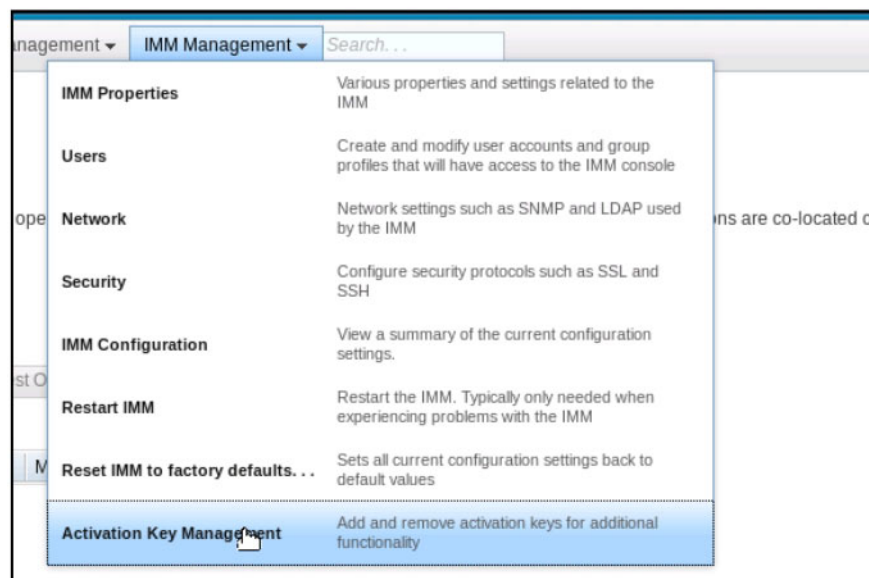 nagement IMM Management Search. . .
IMM Properties
Various properties and settings related to the
IMM
Users
Create and modify user accounts and group
profiles that will have access to the IMM console
ope
Network
Network settings such as SNMP and LDAP used
by the IMM
ns are co-located
Security
Configure security protocols such as SSL and
SSH
IMM Configuration
View a summary of the current configuration
settings.
st O
Restart IMM
Restart the IMM. Typically only needed when
experiencing problems with the IMM
M
Reset IMM to factory defaults. . .
Sets all current configuration settings back to
default values
Activation Key Management
Add and remove activation keys for additional
functionality